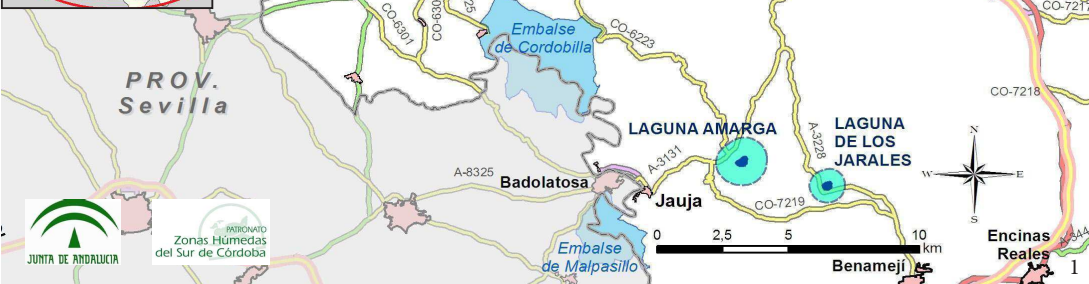 CO-6301
CO-630
25
Embalse
de Cordobilla
CO-6223
CO-7217
PROV.
Sevilla
CO-7218
LAGUNA AMARGA
A-3131
A-3228
LAGUNA
DE LOS
JARALES
N
W
E
S
A-8325
Badolatosa
Jauja
CO-7219
JUNTA DE ANDALUCIA
PATRONATO
Zonas Húmedas
del Sur de Córdoba
Embalse
de Malpasillo
0 2,5 5 10
km
Benamejí
Encinas
Reales
A-344
1